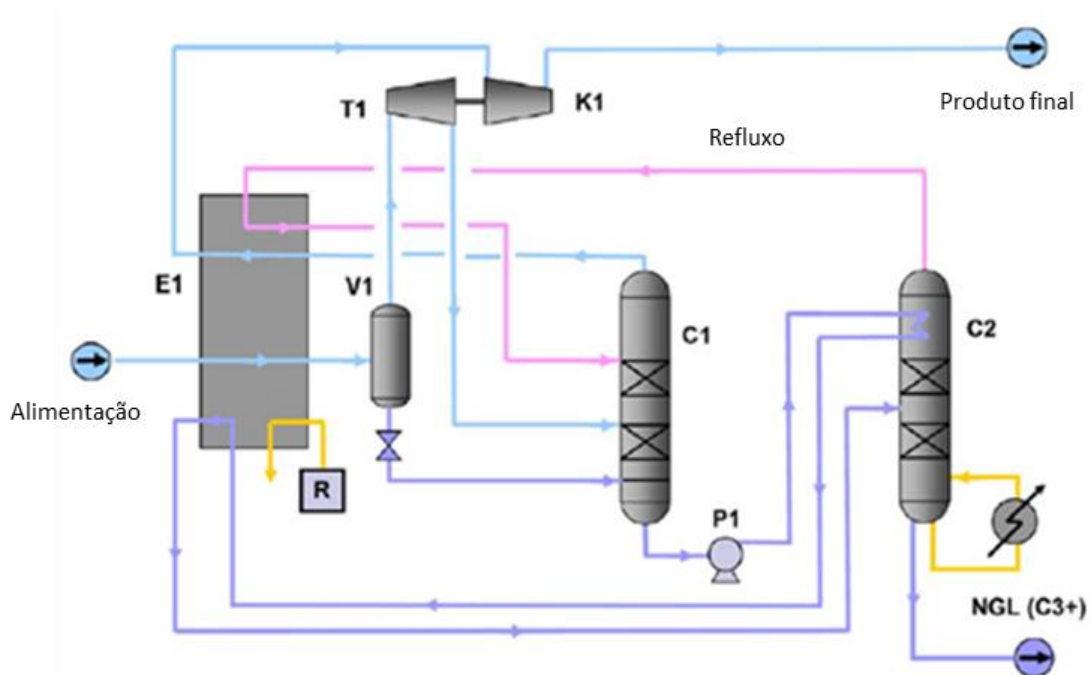 T1
K1
Produto final
Refluxo
E1
V1
C1
C2
Alimentação
R
P1
NGL (C3+)